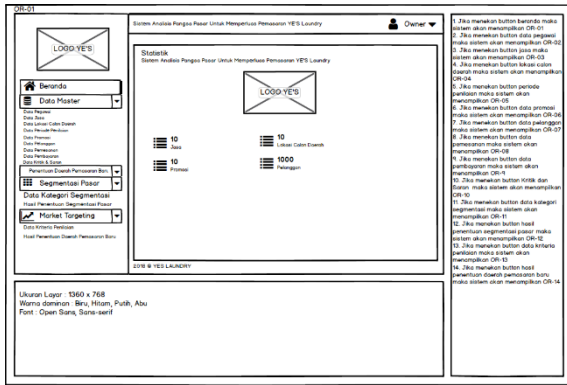 OR-01
Sistem Analisis Pangsa Pasar Untuk Memperluas Pemasaran YE'S Laundry
Owner
LOGO YE'S
Beranda
Data Master
Data Pegawai
Data Jasa
Data Lokasi Calon Daerah
Data Periode Penilaian
Data Promosi
Data Pelanggan
Data Pemesanan
Data Pembayaran
Data Kritik & Saran
Penentuan Daerah Pemasaran Baru
Segmentasi Pasar
Data Kategori Segmentasi
Hasil Penentuan Segmentasi Pasar
Market Targeting
Data Kriteria Penilaian
Hasil Penentuan Daerah Pemasaran Baru
Statistik
Sistem Analisis Pangsa Pasar Untuk Memperluas Pemasaran YE'S Laundry
LOGO YE'S
10
Jasa
10
Lokasi Calon Daerah
10
Promosi
1000
Pelanggan
2018 © YES LAUNDRY
1. Jika menekan button beranda maka
sistem akan menampilkan OR-01
2. Jika menekan button data pegawai
maka sistem akan menampilkan OR-02
3. Jika menekan button jasa maka
sistem akan menampilkan OR-03
4. Jika menekan button lokasi calon
daerah maka sistem akan menampilkan
OR-04
5. Jika menekan button periode
penilaian maka sistem akan
menampilkan OR-05
6. Jika menekan button data promosi
maka sistem akan menampilkan OR-06
7. Jika menekan button data pelanggan
maka sistem akan menampilkan OR-07
8. Jika menekan button data
pemesanan maka sistem akan
menampilkan OR-08
9. Jika menekan button data
pembayaran maka sistem akan
menampilkan OR-9
10. Jika menekan button Kritik dan
Saran maka sistem akan menampilkan
OR-10
11. Jika menekan button data kategori
segmentasi maka sistem akan
menampilkan OR-11
12. Jika menekan button hasil
penentuan segmentasi pasar maka
sistem akan menampilkan OR-12
13. Jika menekan button data kriteria
penilaian maka sistem akan
menampilkan OR-13
14. Jika menekan button hasil
penentuan daerah pemasaran baru
maka sistem akan menampilkan OR-14
Ukuran Layar : 1360 x 768
Warna dominan : Biru, Hitam, Putih, Abu
Font : Open Sans, Sans-serif